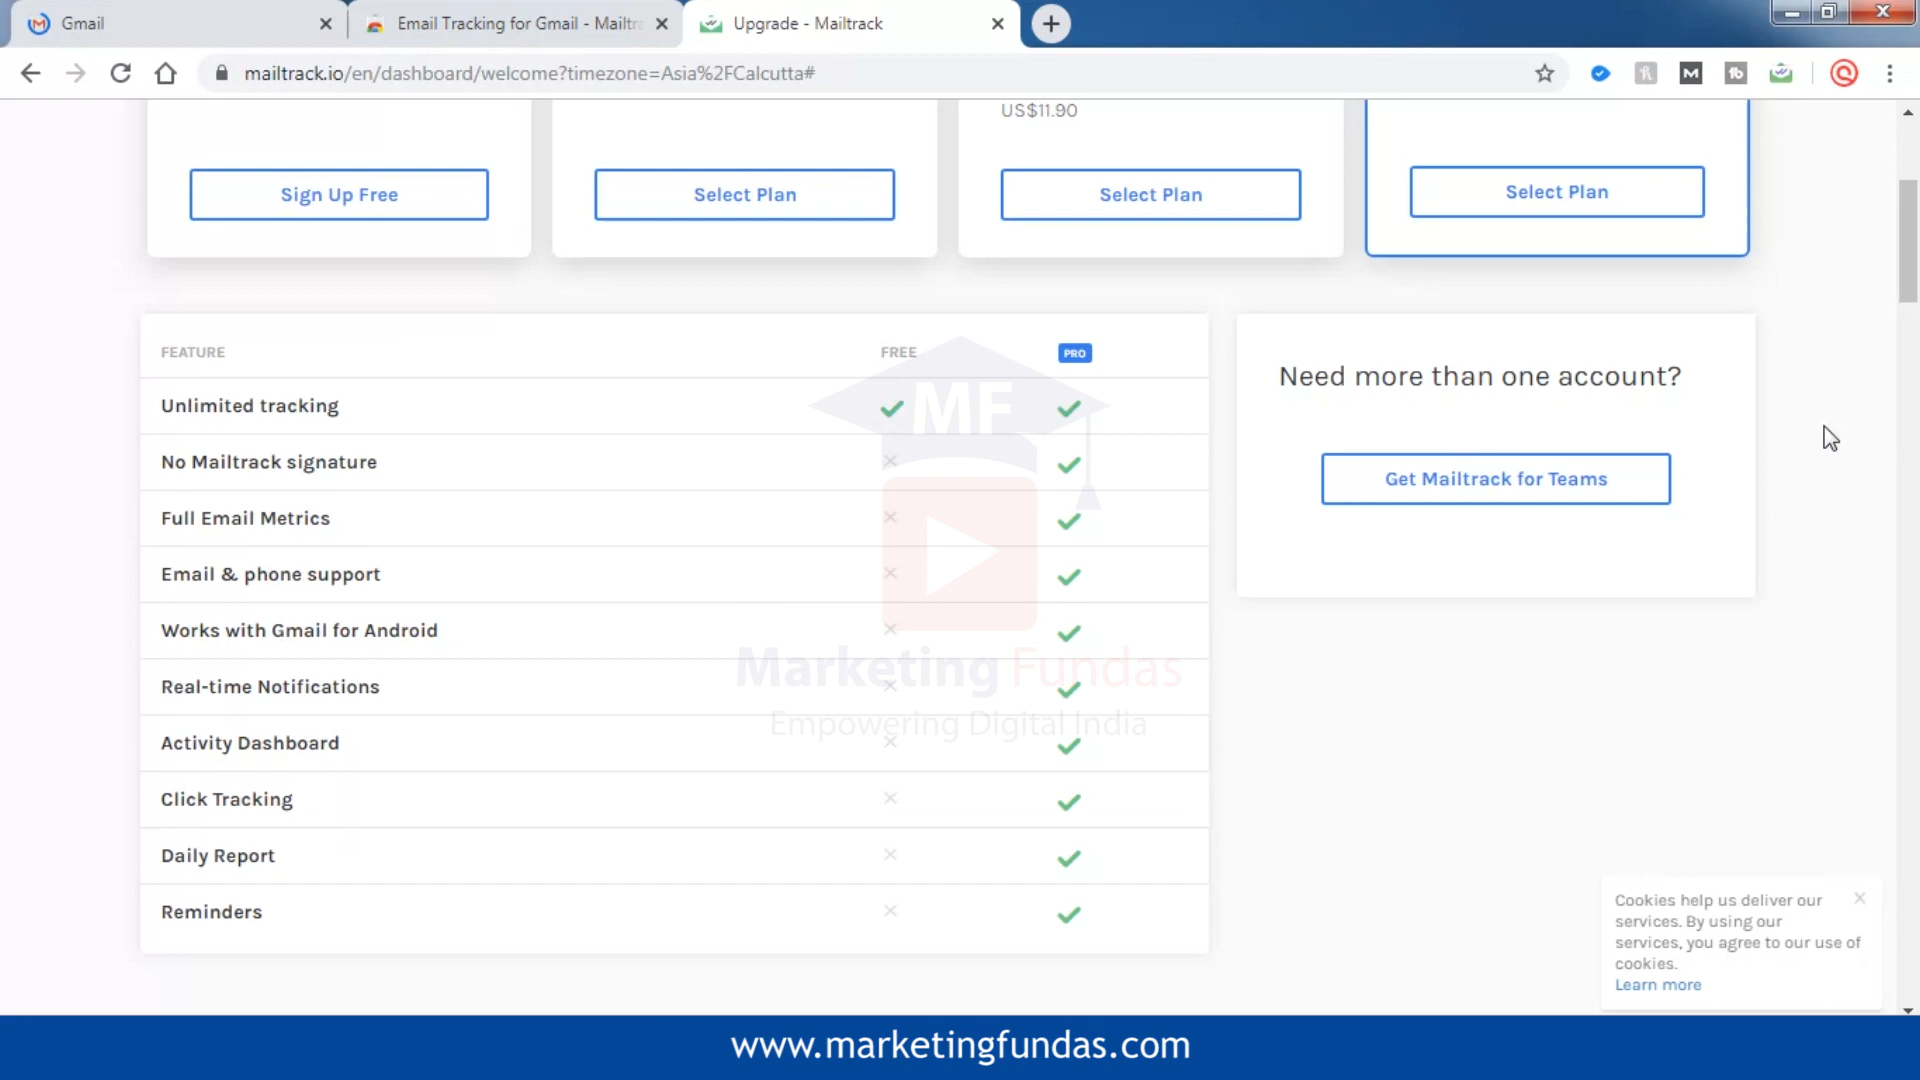 Gmail
Email Tracking for Gmail - Mailtr
Upgrade - Mailtrack
mailtrack.io/en/dashboard/welcome?timezone=Asia%2FCalcutta#
US$11.90
Sign Up Free
Select Plan
Select Plan
Select Plan
FEATURE FREE PRO
Unlimited tracking
No Mailtrack signature
Full Email Metrics
Email & phone support
Works with Gmail for Android
Real-time Notifications
Activity Dashboard
Click Tracking
Daily Report
Reminders
MF
Marketing Fundas
Empowering Digital India
Need more than one account?
Get Mailtrack for Teams
Cookies help us deliver our
services. By using our
services, you agree to our use of
cookies.
Learn more
www.marketingfundas.com